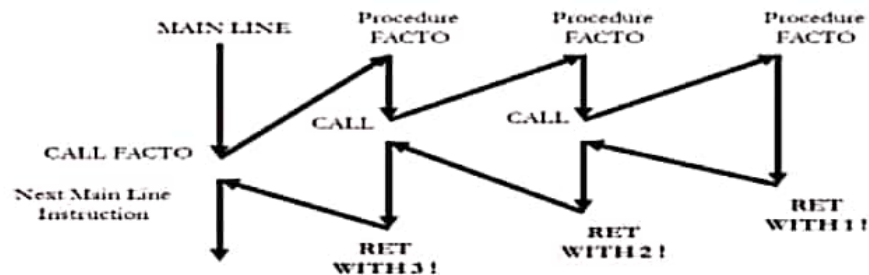 MAIN LINE
Procedure
FACTO
Procedure
FACTO
Procedure
FACTO
CALL
CALL
CALL FACTO
Next Main Line
Instruction
RET
WITH 3 !
RET
WITH 2 !
RET
WITH 1 !